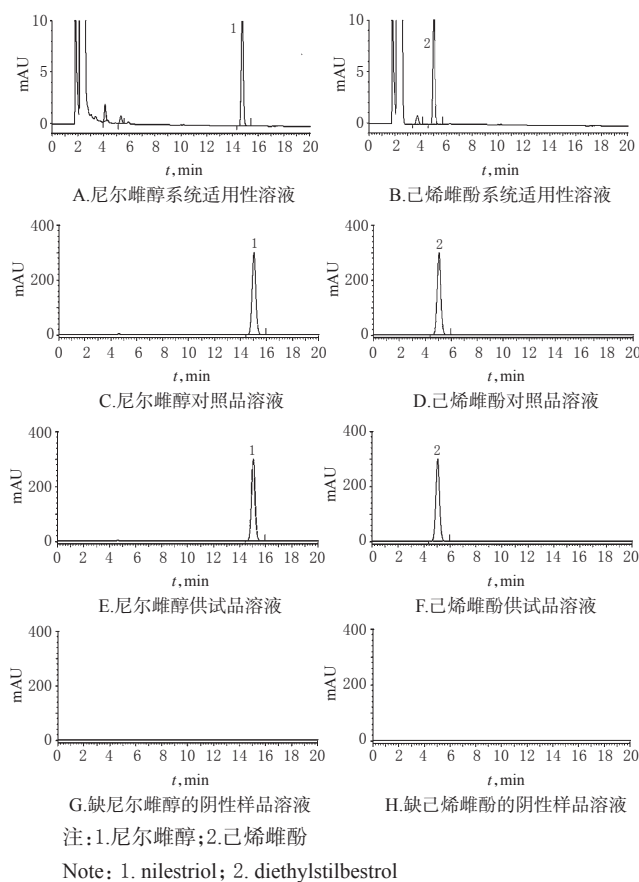 10
5
0
mAU
1
0 2 4 6 8 10 12 14 16 18 20
t,min
A.尼尔雌醇系统适用性溶液
10
5
0
mAU
2
0 2 4 6 8 10 12 14 16 18 20
t,min
B.己烯雌酚系统适用性溶液
400
200
0
mAU
1
0 2 4 6 8 10 12 14 16 18 20
t,min
C.尼尔雌醇对照品溶液
400
200
0
mAU
2
0 2 4 6 8 10 12 14 16 18 20
t,min
D.己烯雌酚对照品溶液
400
200
0
mAU
1
0 2 4 6 8 10 12 14 16 18 20
t,min
E.尼尔雌醇供试品溶液
400
200
0
mAU
2
0 2 4 6 8 10 12 14 16 18 20
t,min
F.己烯雌酚供试品溶液
400
200
0
mAU
0 2 4 6 8 10 12 14 16 18 20
t,min
G.缺尼尔雌醇的阴性样品溶液
400
200
0
mAU
0 2 4 6 8 10 12 14 16 18 20
t,min
H.缺己烯雌酚的阴性样品溶液
注:1.尼尔雌醇;2.己烯雌酚
Note: 1. nilestriol; 2. diethylstilbestrol